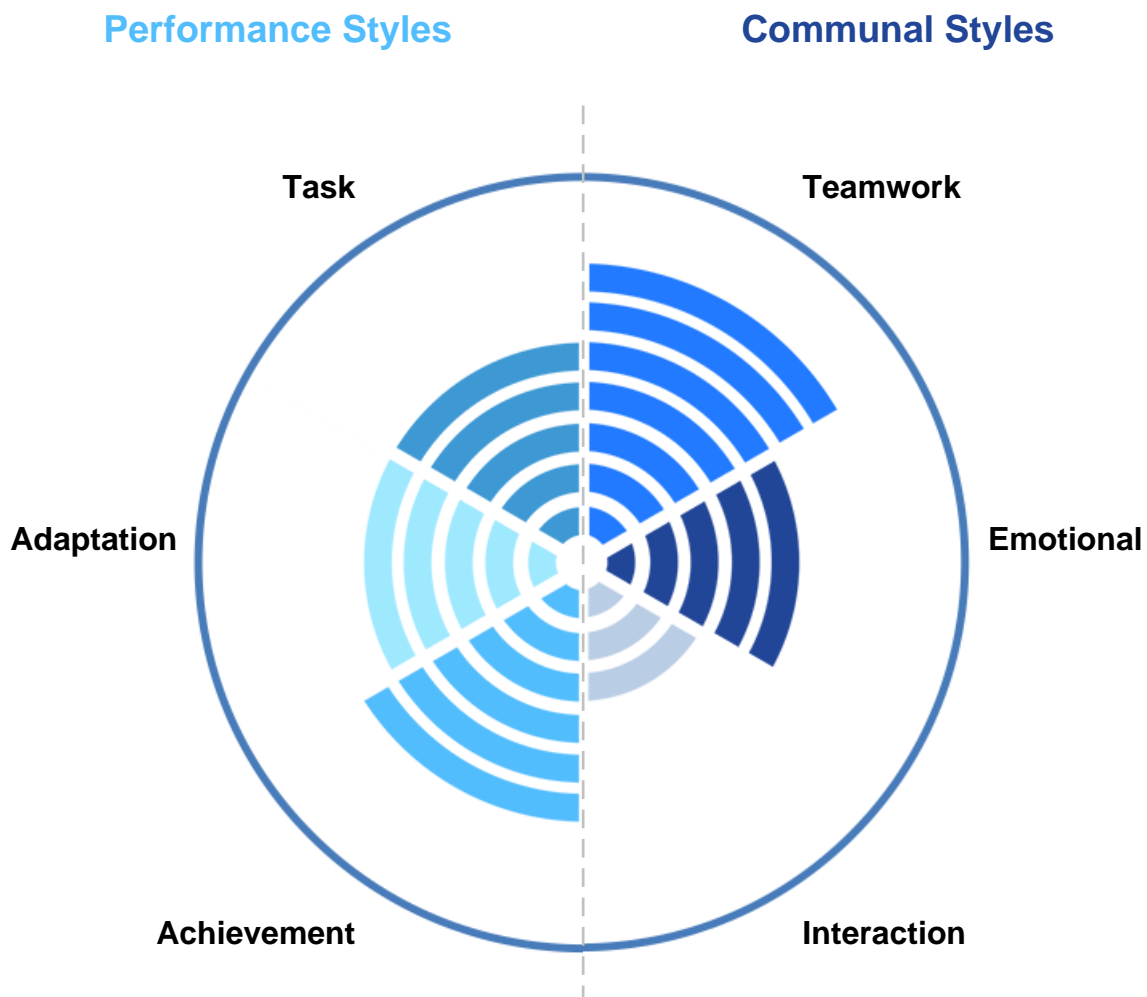 Performance Styles
Communal Styles
Task
Teamwork
Adaptation
Emotional
Achievement
Interaction